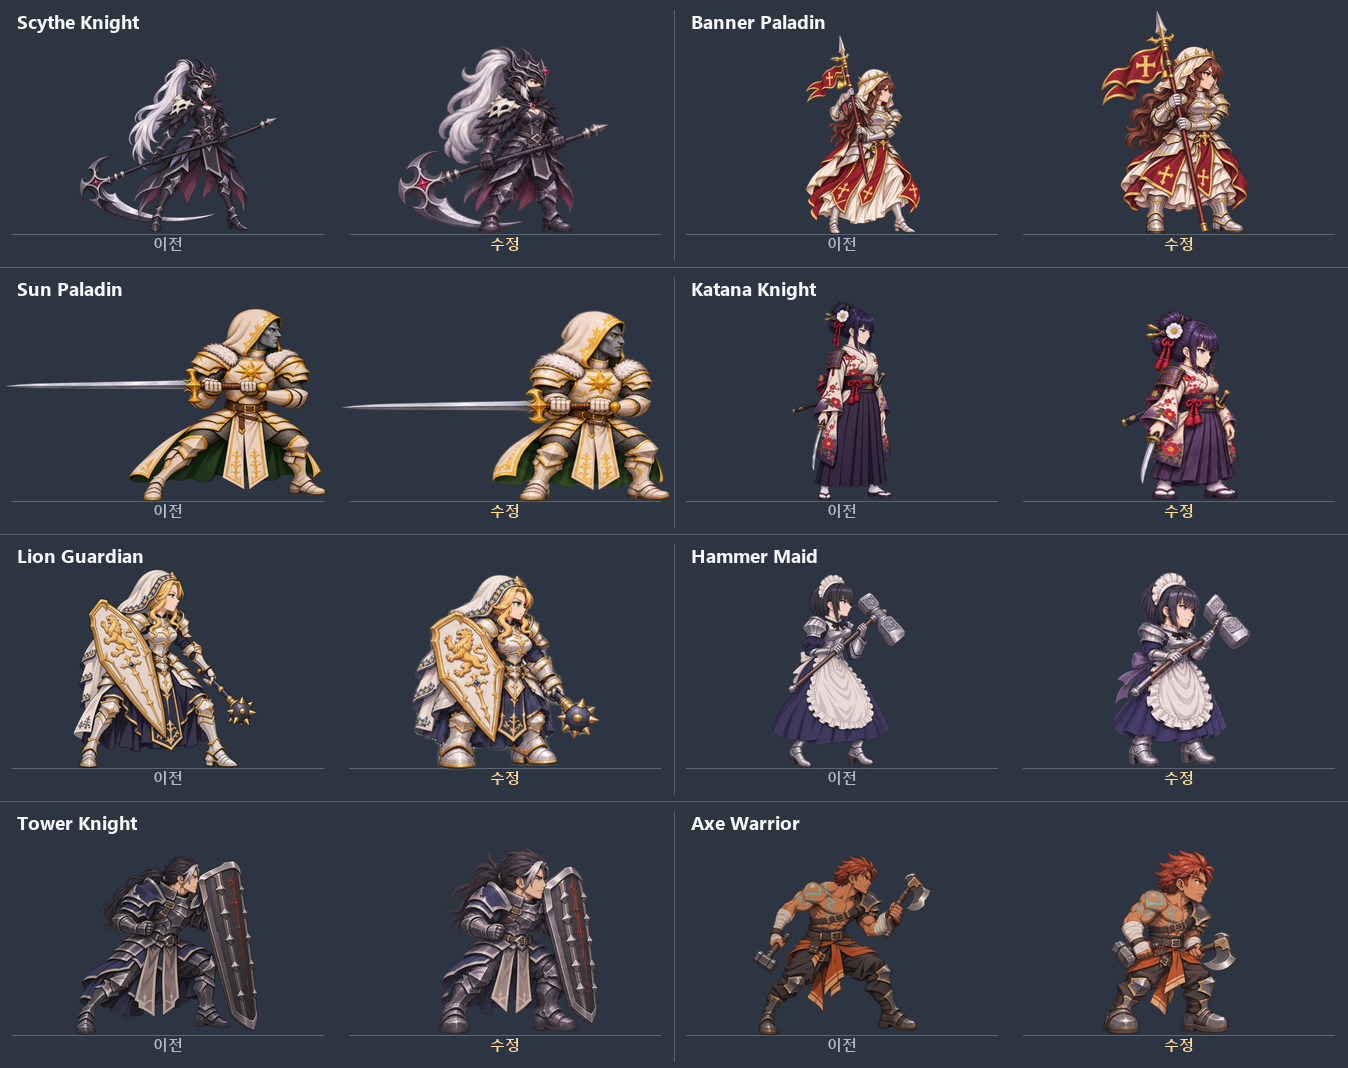 Scythe Knight
이전
수정
Banner Paladin
이전
수정
Sun Paladin
이전
수정
Katana Knight
이전
수정
Lion Guardian
이전
수정
Hammer Maid
이전
수정
Tower Knight
이전
수정
Axe Warrior
이전
수정